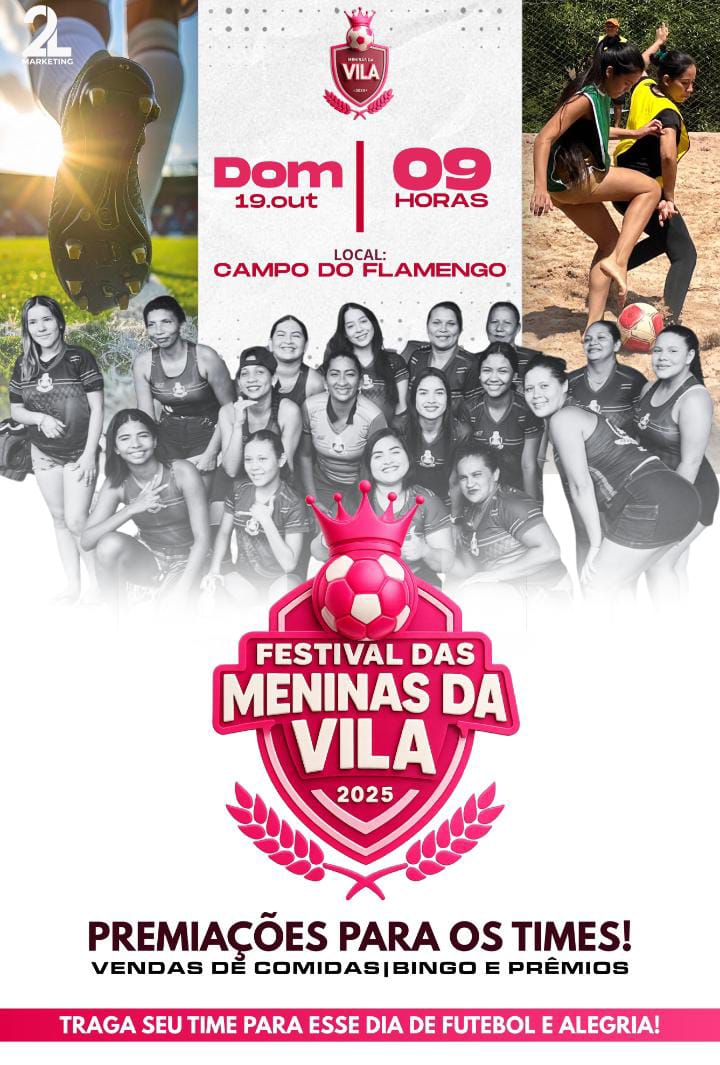 2L
MARKETING
MENINAS DA
VILA
2025
Dom
19.out
09
HORAS
LOCAL:
CAMPO DO FLAMENGO
FESTIVAL DAS
MENINAS DA
VILA
2025
PREMIAÇÕES PARA OS TIMES!
VENDAS DE COMIDAS|BINGO E PRÊMIOS
TRAGA SEU TIME PARA ESSE DIA DE FUTEBOL E ALEGRIA!